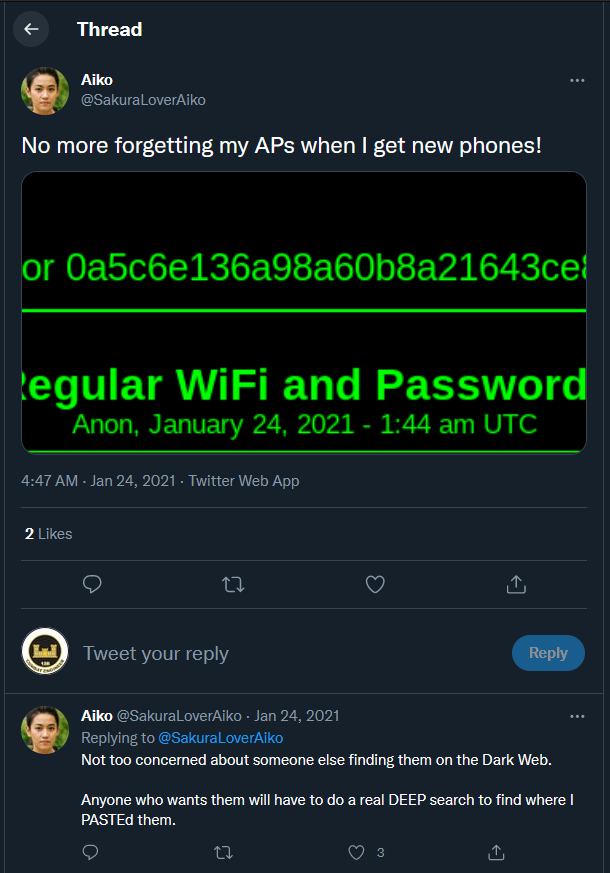 Thread
Aiko
@SakuraLoverAiko
No more forgetting my APs when I get new phones!
or 0a5c6e136a98a60b8a21643ce8
Regular WiFi and Password
Anon, January 24, 2021 - 1:44 am UTC
4:47 AM · Jan 24, 2021 · Twitter Web App
2 Likes
Tweet your reply
Reply
Aiko @SakuraLoverAiko · Jan 24, 2021
Replying to @SakuraLoverAiko
Not too concerned about someone else finding them on the Dark Web.
Anyone who wants them will have to do a real DEEP search to find where I
PASTEd them.
3